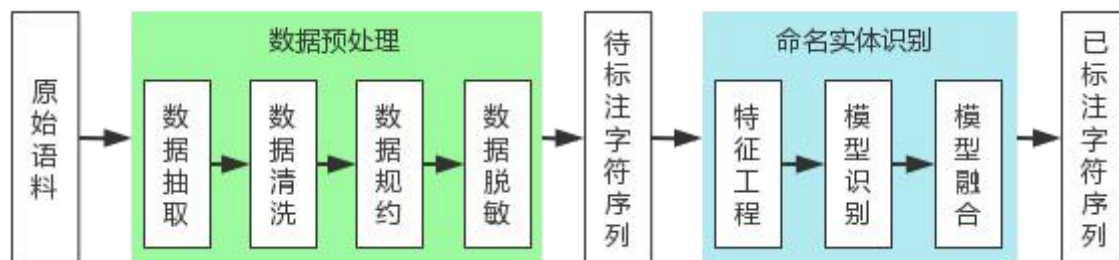 原始语料
数据预处理
数据抽取
数据清洗
数据规约
数据脱敏
待标注字符序列
命名实体识别
特征工程
模型识别
模型融合
已标注字符序列